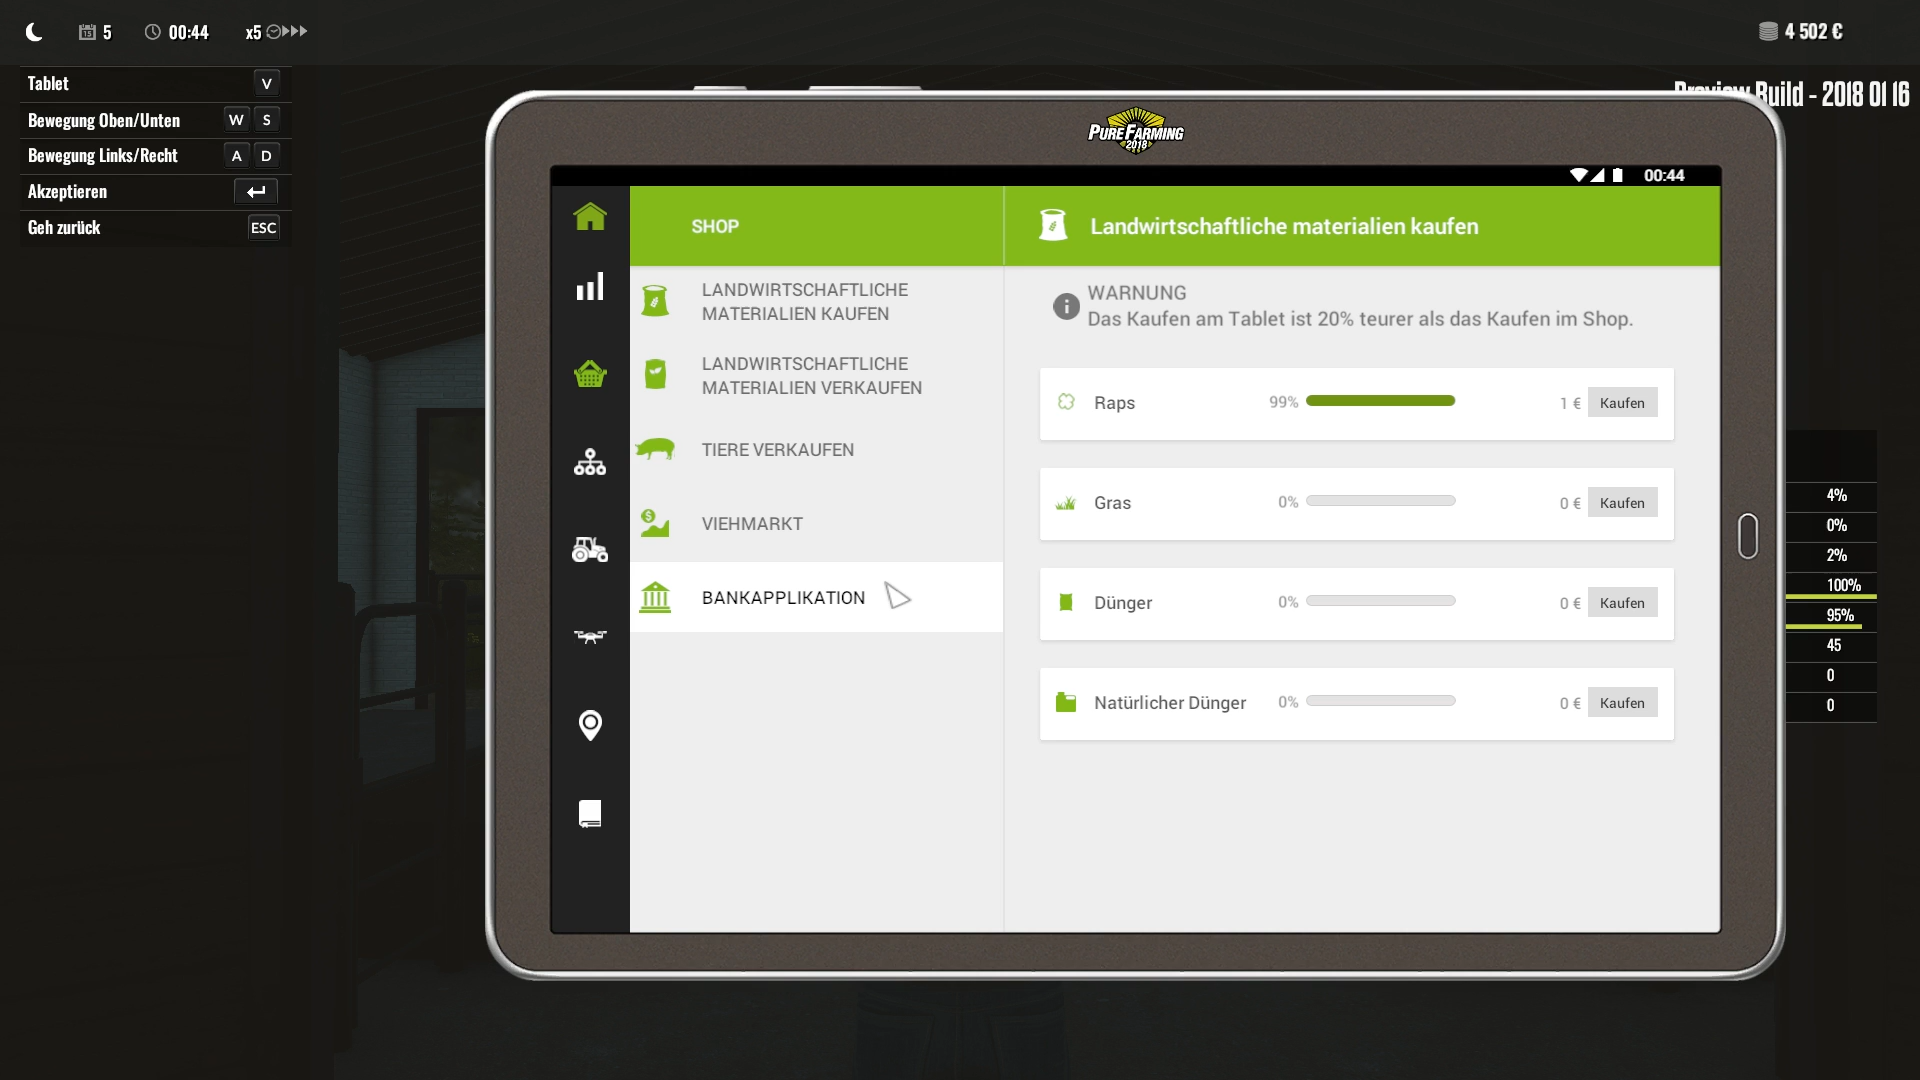 5 00:44 x5 4 502 €
Tablet V
Bewegung Oben/Unten W S
Bewegung Links/Recht A D
Akzeptieren
Geh zurück ESC
Preview Build - 2018 01 16
PURE FARMING
2018
00:44
SHOP
Landwirtschaftliche materialien kaufen
LANDWIRTSCHAFTLICHE
MATERIALIEN KAUFEN
LANDWIRTSCHAFTLICHE
MATERIALIEN VERKAUFEN
TIERE VERKAUFEN
VIEHMARKT
BANKAPPLIKATION
WARNUNG
Das Kaufen am Tablet ist 20% teurer als das Kaufen im Shop.
Raps 99% 1 € Kaufen
Gras 0% 0 € Kaufen
Dünger 0% 0 € Kaufen
Natürlicher Dünger 0% 0 € Kaufen
4%
0%
2%
100%
95%
45
0
0